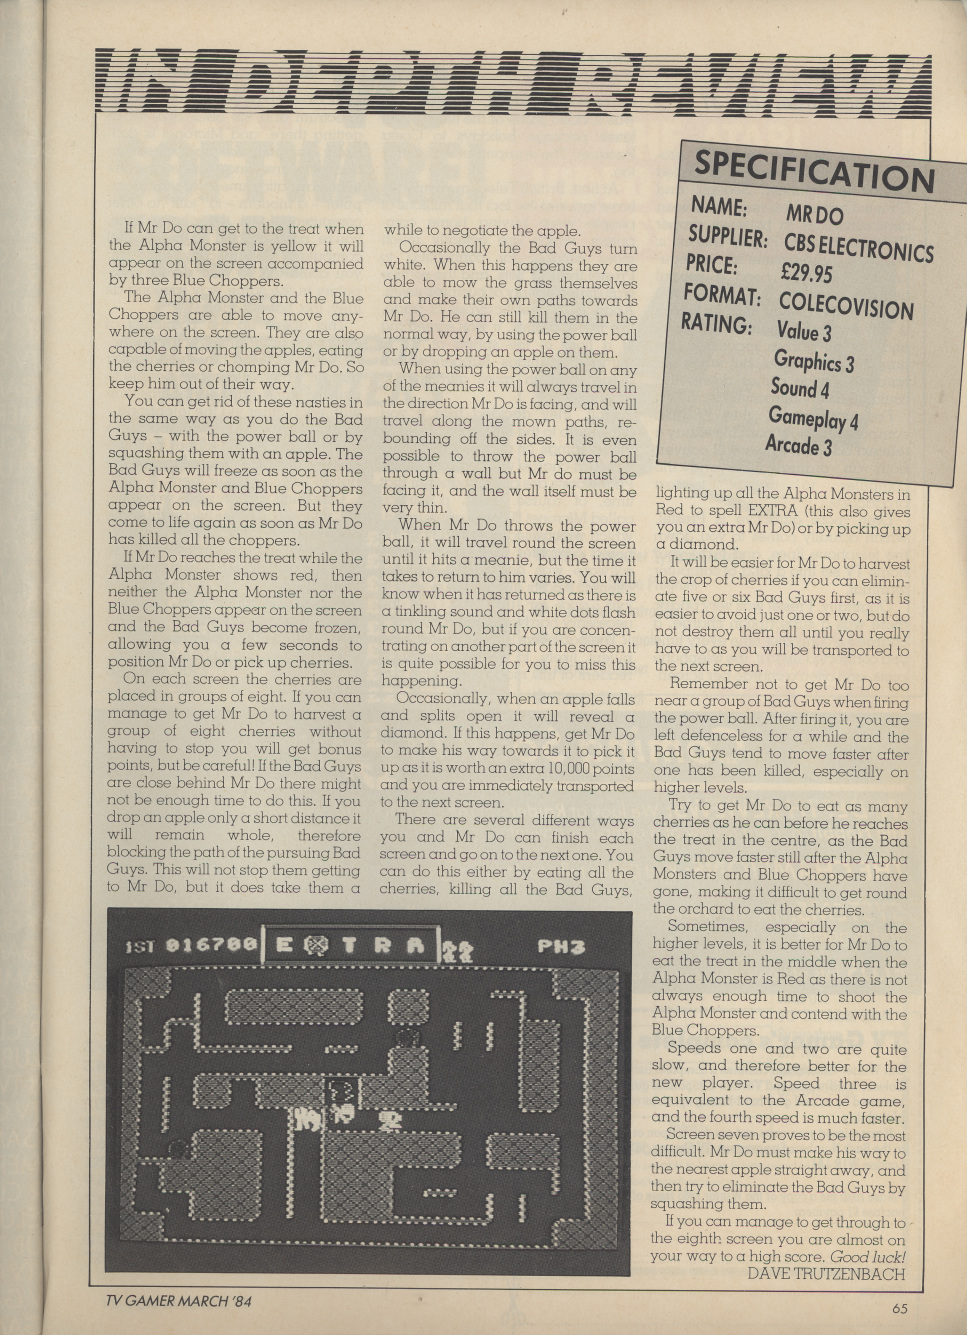 IN DEPTH REVIEW
If Mr Do can get to the treat when
the Alpha Monster is yellow it will
appear on the screen accompanied
by three Blue Choppers.
The Alpha Monster and the Blue
Choppers are able to move any-
where on the screen. They are also
capable of moving the apples, eating
the cherries or chomping Mr Do. So
keep him out of their way.
You can get rid of these nasties in
the same way as you do the Bad
Guys – with the power ball or by
squashing them with an apple. The
Bad Guys will freeze as soon as the
Alpha Monster and Blue Choppers
appear on the screen. But they
come to life again as soon as Mr Do
has killed all the choppers.
If Mr Do reaches the treat while the
Alpha Monster shows red, then
neither the Alpha Monster nor the
Blue Choppers appear on the screen
and the Bad Guys become frozen,
allowing you a few seconds to
position Mr Do or pick up cherries.
On each screen the cherries are
placed in groups of eight. If you can
manage to get Mr Do to harvest a
group of eight cherries without
having to stop you will get bonus
points, but be careful! If the Bad Guys
are close behind Mr Do there might
not be enough time to do this. If you
drop an apple only a short distance it
will remain whole, therefore
blocking the path of the pursuing Bad
Guys. This will not stop them getting
to Mr Do, but it does take them a
while to negotiate the apple.
Occasionally the Bad Guys turn
white. When this happens they are
able to mow the grass themselves
and make their own paths towards
Mr Do. He can still kill them in the
normal way, by using the power ball
or by dropping an apple on them.
When using the power ball on any
of the meanies it will always travel in
the direction Mr Do is facing, and will
travel along the mown paths, re-
bounding off the sides. It is even
possible to throw the power ball
through a wall but Mr do must be
facing it, and the wall itself must be
very thin.
When Mr Do throws the power
ball, it will travel round the screen
until it hits a meanie, but the time it
takes to return to him varies. You will
know when it has returned as there is
a tinkling sound and white dots flash
round Mr Do, but if you are concen-
trating on another part of the screen it
is quite possible for you to miss this
happening.
Occasionally, when an apple falls
and splits open it will reveal a
diamond. If this happens, get Mr Do
to make his way towards it to pick it
up as it is worth an extra 10,000 points
and you are immediately transported
to the next screen.
There are several different ways
you and Mr Do can finish each
screen and go on to the next one. You
can do this either by eating all the
cherries, killing all the Bad Guys,
SPECIFICATION
NAME: MR DO
SUPPLIER: CBS ELECTRONICS
PRICE: £29.95
FORMAT: COLECOVISION
RATING: Value 3
Graphics 3
Sound 4
Gameplay 4
Arcade 3
lighting up all the Alpha Monsters in
Red to spell EXTRA (this also gives
you an extra Mr Do) or by picking up
a diamond.
It will be easier for Mr Do to harvest
the crop of cherries if you can elimin-
ate five or six Bad Guys first, as it is
easier to avoid just one or two, but do
not destroy them all until you really
have to as you will be transported to
the next screen.
Remember not to get Mr Do too
near a group of Bad Guys when firing
the power ball. After firing it, you are
left defenceless for a while and the
Bad Guys tend to move faster after
one has been killed, especially on
higher levels.
Try to get Mr Do to eat as many
cherries as he can before he reaches
the treat in the centre, as the Bad
Guys move faster still after the Alpha
Monsters and Blue Choppers have
gone, making it difficult to get round
the orchard to eat the cherries.
Sometimes, especially on the
higher levels, it is better for Mr Do to
eat the treat in the middle when the
Alpha Monster is Red as there is not
always enough time to shoot the
Alpha Monster and contend with the
Blue Choppers.
Speeds one and two are quite
slow, and therefore better for the
new player. Speed three is
equivalent to the Arcade game,
and the fourth speed is much faster.
Screen seven proves to be the most
difficult. Mr Do must make his way to
the nearest apple straight away, and
then try to eliminate the Bad Guys by
squashing them.
If you can manage to get through to
the eighth screen you are almost on
your way to a high score. Good luck!
DAVE TRUTZENBACH
1ST 016700 E TRA PH3
TV GAMER MARCH '84
65